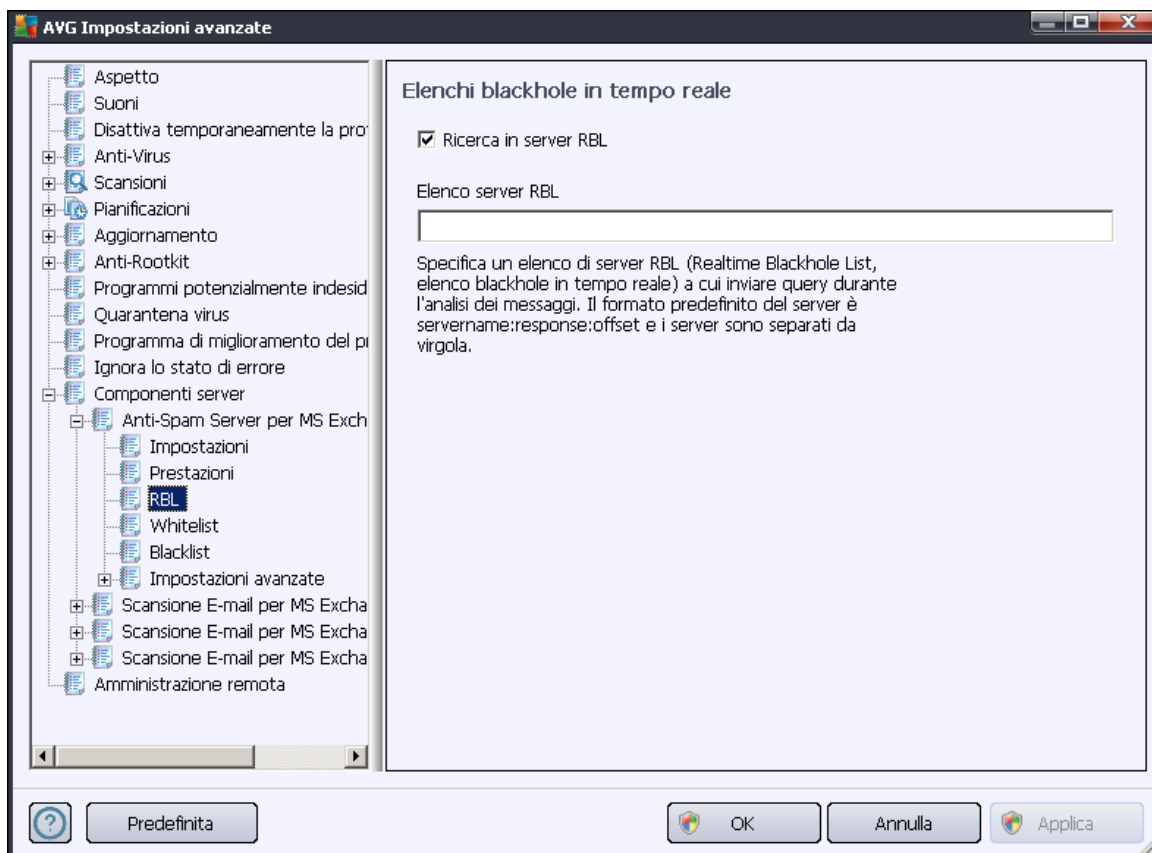 AVG Impostazioni avanzate
Aspetto
Suoni
Disattiva temporaneamente la pro
Anti-Virus
Scansioni
Pianificazioni
Aggiornamento
Anti-Rootkit
Programmi potenzialmente indesid
Quarantena virus
Programma di miglioramento del p
Ignora lo stato di errore
Componenti server
Anti-Spam Server per MS Exch
Impostazioni
Prestazioni
RBL
Whitelist
Blacklist
Impostazioni avanzate
Scansione E-mail per MS Excha
Scansione E-mail per MS Excha
Scansione E-mail per MS Excha
Amministrazione remota
Elenchi blackhole in tempo reale
Ricerca in server RBL
Elenco server RBL
Specifica un elenco di server RBL (Realtime Blackhole List,
elenco blackhole in tempo reale) a cui inviare query durante
l'analisi dei messaggi. Il formato predefinito del server è
servername:response:offset e i server sono separati da
virgola.
Predefinita
OK
Annulla
Applica